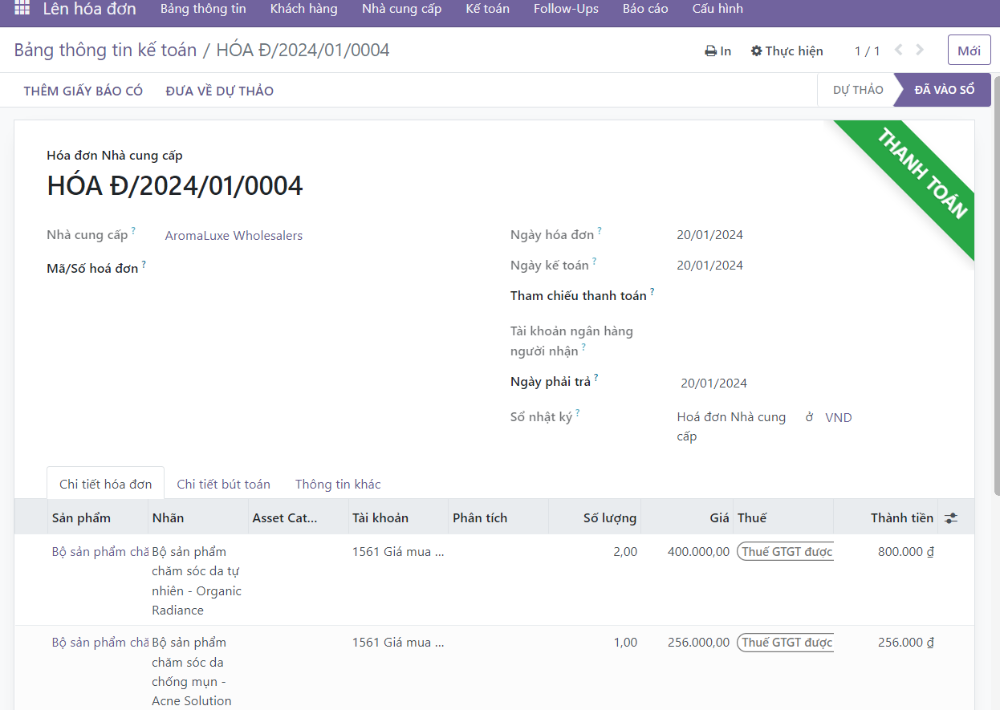 Lên hóa đơn Bảng thông tin Khách hàng Nhà cung cấp Kế toán Follow-Ups Báo cáo Cấu hình
Bảng thông tin kế toán / HÓA Đ/2024/01/0004 In Thực hiện 1 / 1 Mới
THÊM GIẤY BÁO CÓ ĐƯA VỀ DỰ THẢO DỰ THẢO ĐÃ VÀO SỔ
THANH TOÁN
Hóa đơn Nhà cung cấp
HÓA Đ/2024/01/0004
Nhà cung cấp ? AromaLuxe Wholesalers
Mã/Số hoá đơn ?
Ngày hóa đơn ? 20/01/2024
Ngày kế toán ? 20/01/2024
Tham chiếu thanh toán ?
Tài khoản ngân hàng
người nhận ?
Ngày phải trả ? 20/01/2024
Sổ nhật ký ? Hoá đơn Nhà cung ở VND
cấp
Chi tiết hóa đơn Chi tiết bút toán Thông tin khác
Sản phẩm Nhãn Asset Cat... Tài khoản Phân tích Số lượng Giá Thuế Thành tiền
Bộ sản phẩm chă Bộ sản phẩm 1561 Giá mua ... 2,00 400.000,00 Thuế GTGT được 800.000 ₫
chăm sóc da tự
nhiên - Organic
Radiance
Bộ sản phẩm chă Bộ sản phẩm 1561 Giá mua ... 1,00 256.000,00 Thuế GTGT được 256.000 ₫
chăm sóc da
chống mụn -
Acne Solution